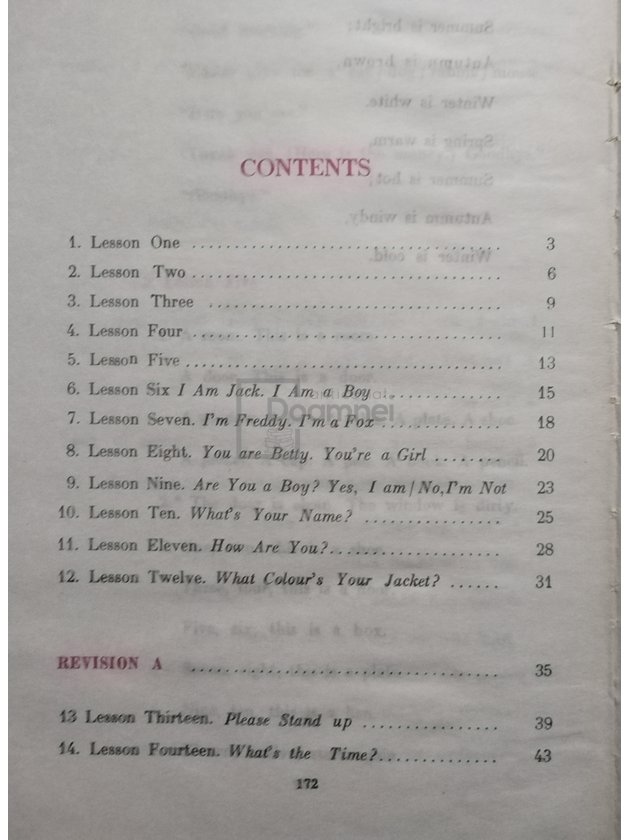 CONTENTS
1. Lesson One ................................ 3
2. Lesson Two ................................ 6
3. Lesson Three ............................... 9
4. Lesson Four ................................ 11
5. Lesson Five ................................ 13
6. Lesson Six I Am Jack. I Am a Boy ............... 15
7. Lesson Seven. I'm Freddy. I'm a Fox .............. 18
8. Lesson Eight. You are Betty. You're a Girl ........ 20
9. Lesson Nine. Are You a Boy? Yes, I am/No,I'm Not 23
10. Lesson Ten. What's Your Name? ................ 25
11. Lesson Eleven. How Are You?.................... 28
12. Lesson Twelve. What Colour's Your Jacket? ...... 31
REVISION A ..................................... 35
13 Lesson Thirteen. Please Stand up ................ 39
14. Lesson Fourteen. What's the Time?.............. 43
172